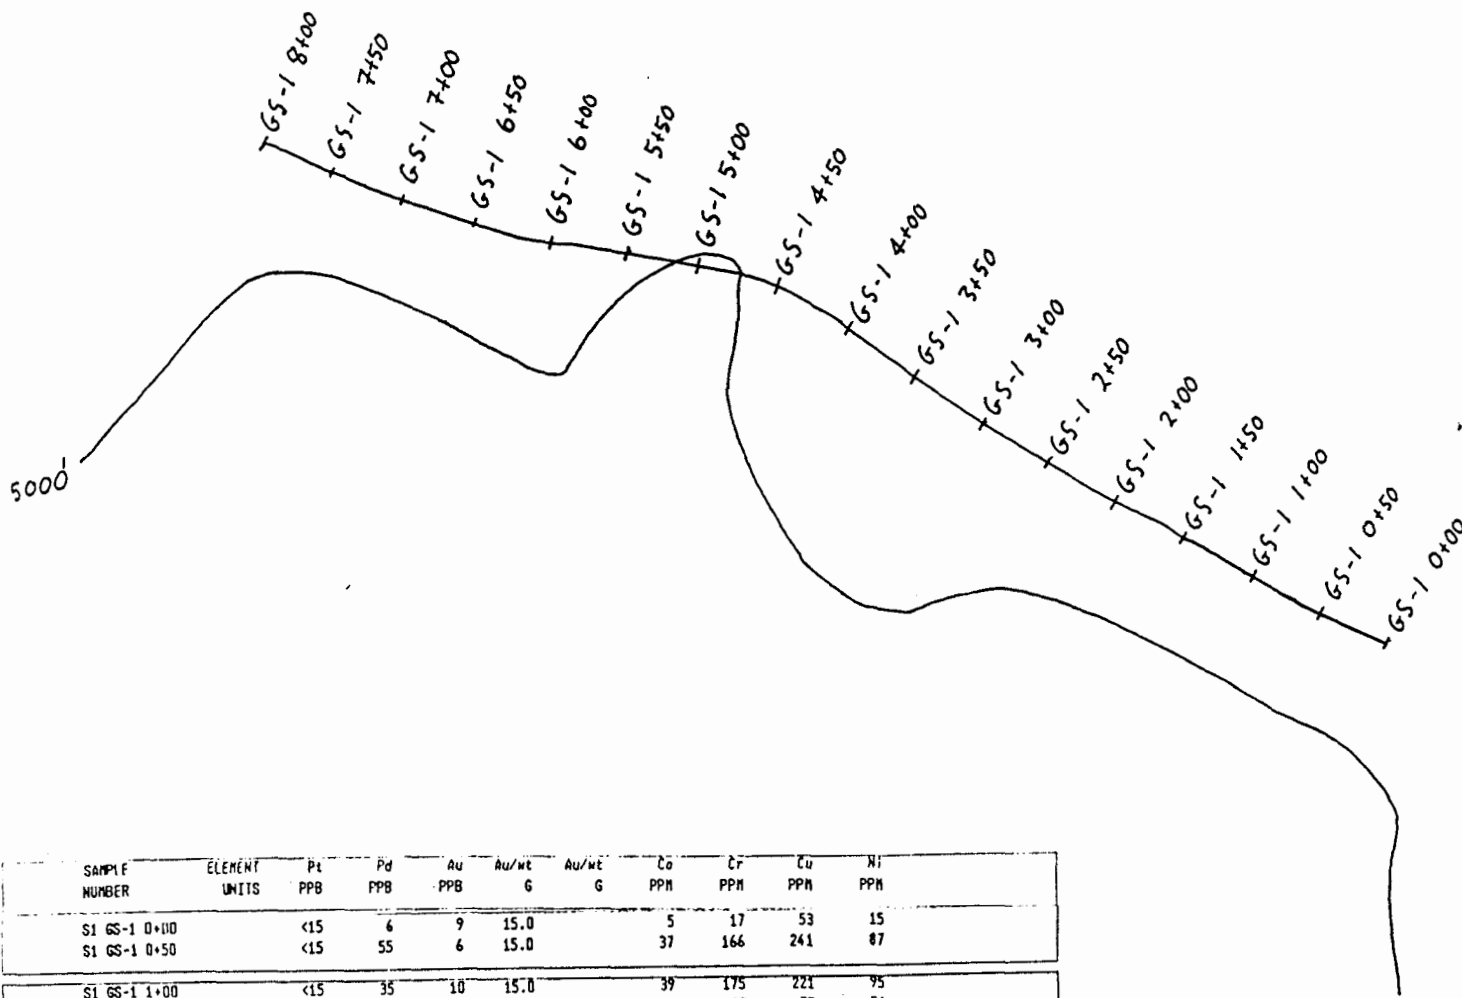 GS-1 8+00
GS-1 7+50
GS-1 7+00
GS-1 6+50
GS-1 6+00
GS-1 5+50
GS-1 5+00
GS-1 4+50
GS-1 4+00
GS-1 3+50
GS-1 3+00
GS-1 2+50
GS-1 2+00
GS-1 1+50
GS-1 1+00
GS-1 0+50
GS-1 0+00
5000'
SAMPLE ELEMENT Pt Pd Au Au/wt Au/wt Co Cr Cu Ni
NUMBER UNITS PPB PPB PPB G G PPM PPM PPM PPM
S1 GS-1 0+00 <15 6 9 15.0 5 17 53 15
S1 GS-1 0+50 <15 55 6 15.0 37 166 241 87
S1 GS-1 1+00 <15 35 10 15.0 39 175 221 95